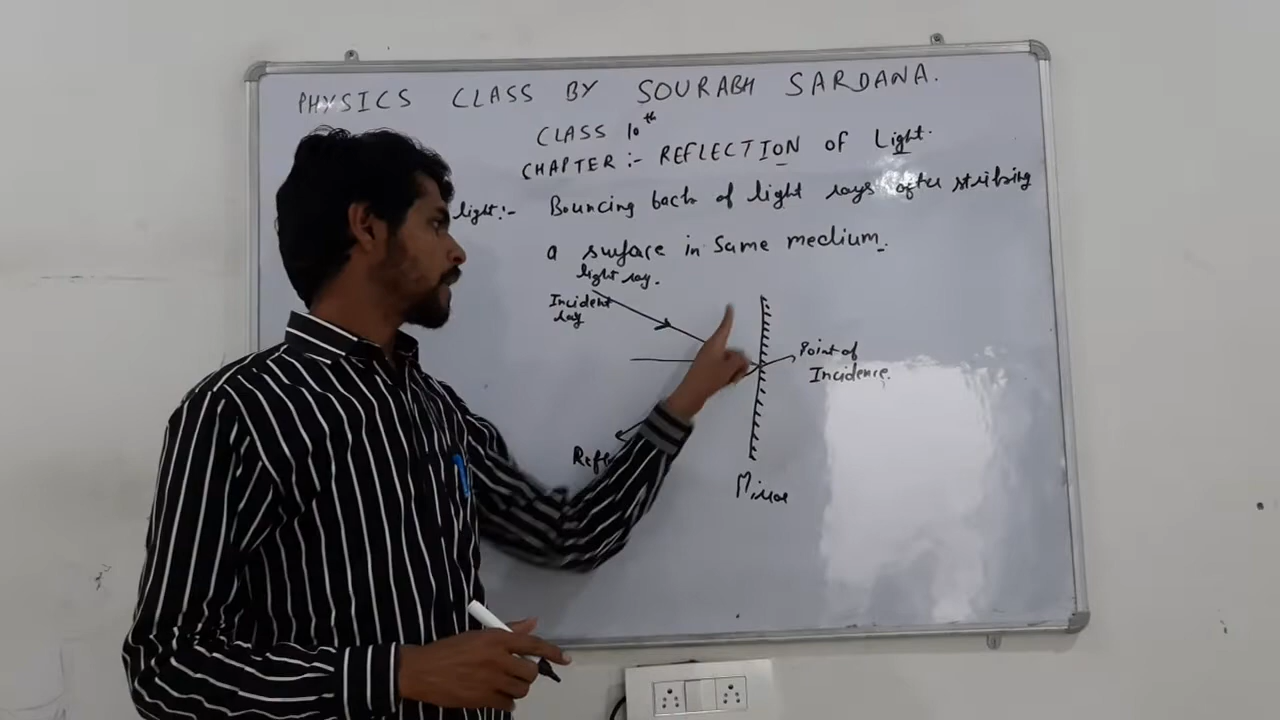 PHYSICS CLASS BY SOURABH SARDANA.
CLASS 10th
CHAPTER :- REFLECTION OF Light.
light :- Bouncing back of light rays after striking
a surface in same medium.
light ray.
Incident
ray
Point of
Incidence.
Refl
Mirror